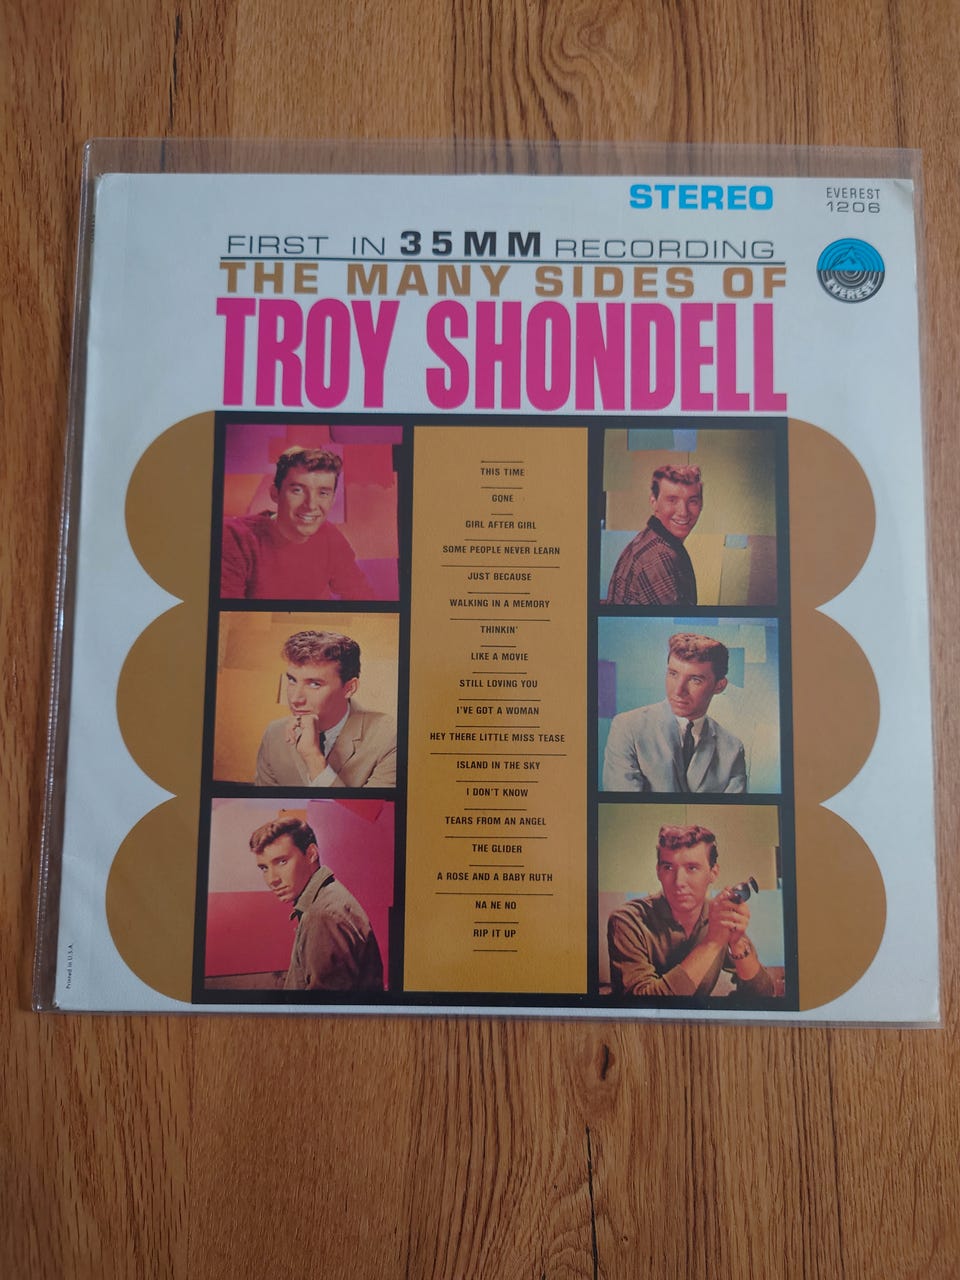 STEREO
EVEREST
1206
FIRST IN 35MM RECORDING
THE MANY SIDES OF
TROY SHONDELL
EVEREST
THIS TIME
GONE
GIRL AFTER GIRL
SOME PEOPLE NEVER LEARN
JUST BECAUSE
WALKING IN A MEMORY
THINKIN'
LIKE A MOVIE
STILL LOVING YOU
I'VE GOT A WOMAN
HEY THERE LITTLE MISS TEASE
ISLAND IN THE SKY
I DON'T KNOW
TEARS FROM AN ANGEL
THE GLIDER
A ROSE AND A BABY RUTH
NA NE NO
RIP IT UP
Printed in U.S.A.